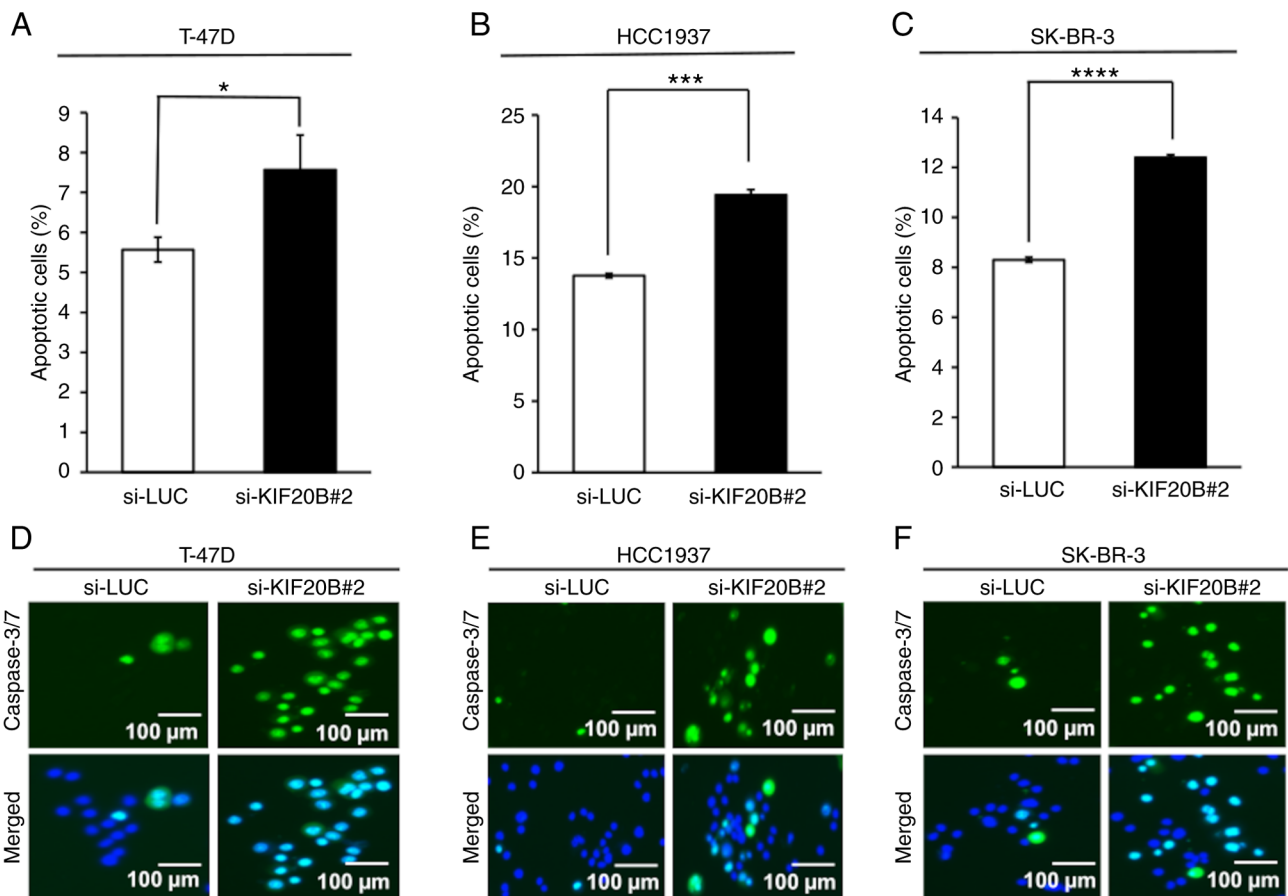 A
T-47D
*
Apoptotic cells (%)
9
8
7
6
5
4
3
2
1
0
si-LUC
si-KIF20B#2
B
HCC1937
***
Apoptotic cells (%)
25
20
15
10
5
0
si-LUC
si-KIF20B#2
C
SK-BR-3
****
Apoptotic cells (%)
14
12
10
8
6
4
2
0
si-LUC
si-KIF20B#2
D
T-47D
si-LUC
si-KIF20B#2
Caspase-3/7
100 µm
100 µm
Merged
100 µm
100 µm
E
HCC1937
si-LUC
si-KIF20B#2
Caspase-3/7
100 µm
100 µm
Merged
100 µm
100 µm
F
SK-BR-3
si-LUC
si-KIF20B#2
Caspase-3/7
100 µm
100 µm
Merged
100 µm
100 µm